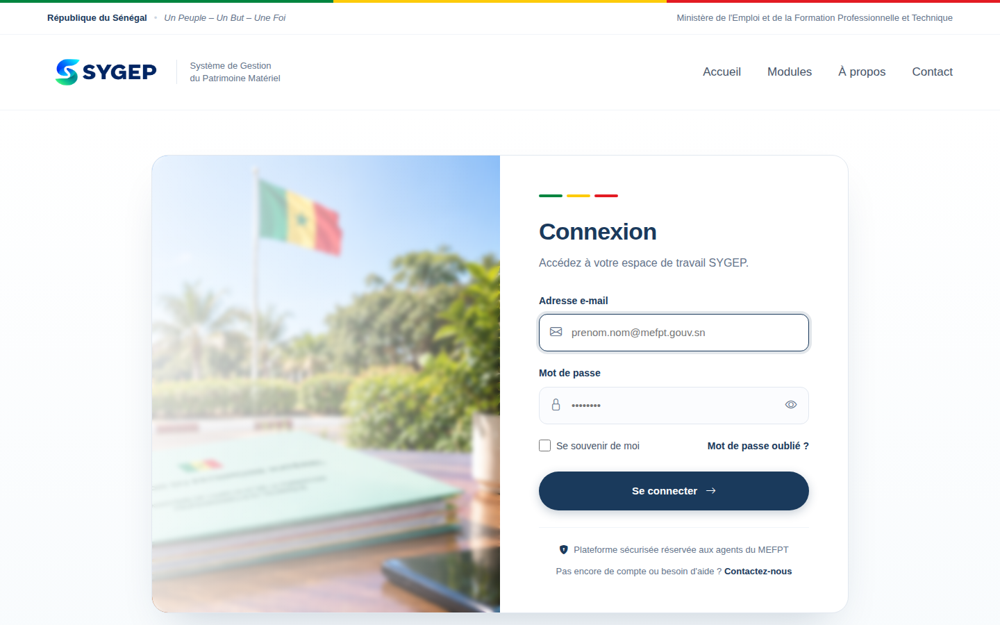 République du Sénégal • Un Peuple – Un But – Une Foi
Ministère de l'Emploi et de la Formation Professionnelle et Technique
SYGEP
Système de Gestion
du Patrimoine Matériel
Accueil Modules À propos Contact
Connexion
Accédez à votre espace de travail SYGEP.
Adresse e-mail
prenom.nom@mefpt.gouv.sn
Mot de passe
••••••••
Se souvenir de moi Mot de passe oublié ?
Se connecter →
Plateforme sécurisée réservée aux agents du MEFPT
Pas encore de compte ou besoin d'aide ? Contactez-nous